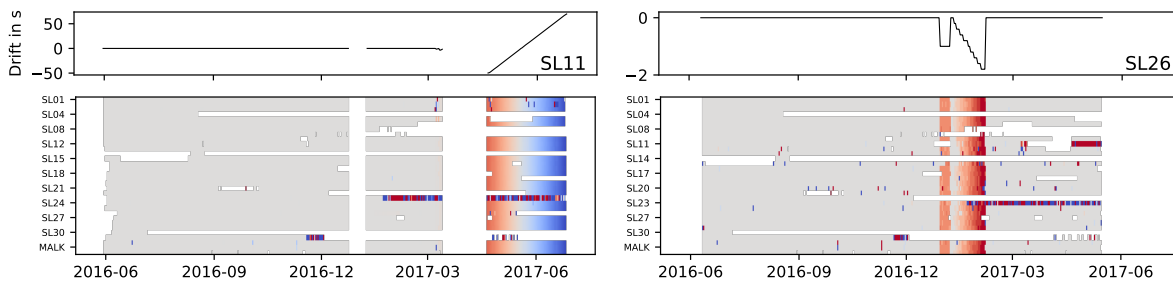 Drift in s
50
0
−50
SL11
SL01
SL04
SL08
SL12
SL15
SL18
SL21
SL24
SL27
SL30
MALK
2016-06 2016-09 2016-12 2017-03 2017-06
0
−2
SL26
SL01
SL04
SL08
SL11
SL14
SL17
SL20
SL23
SL27
SL30
MALK
2016-06 2016-09 2016-12 2017-03 2017-06